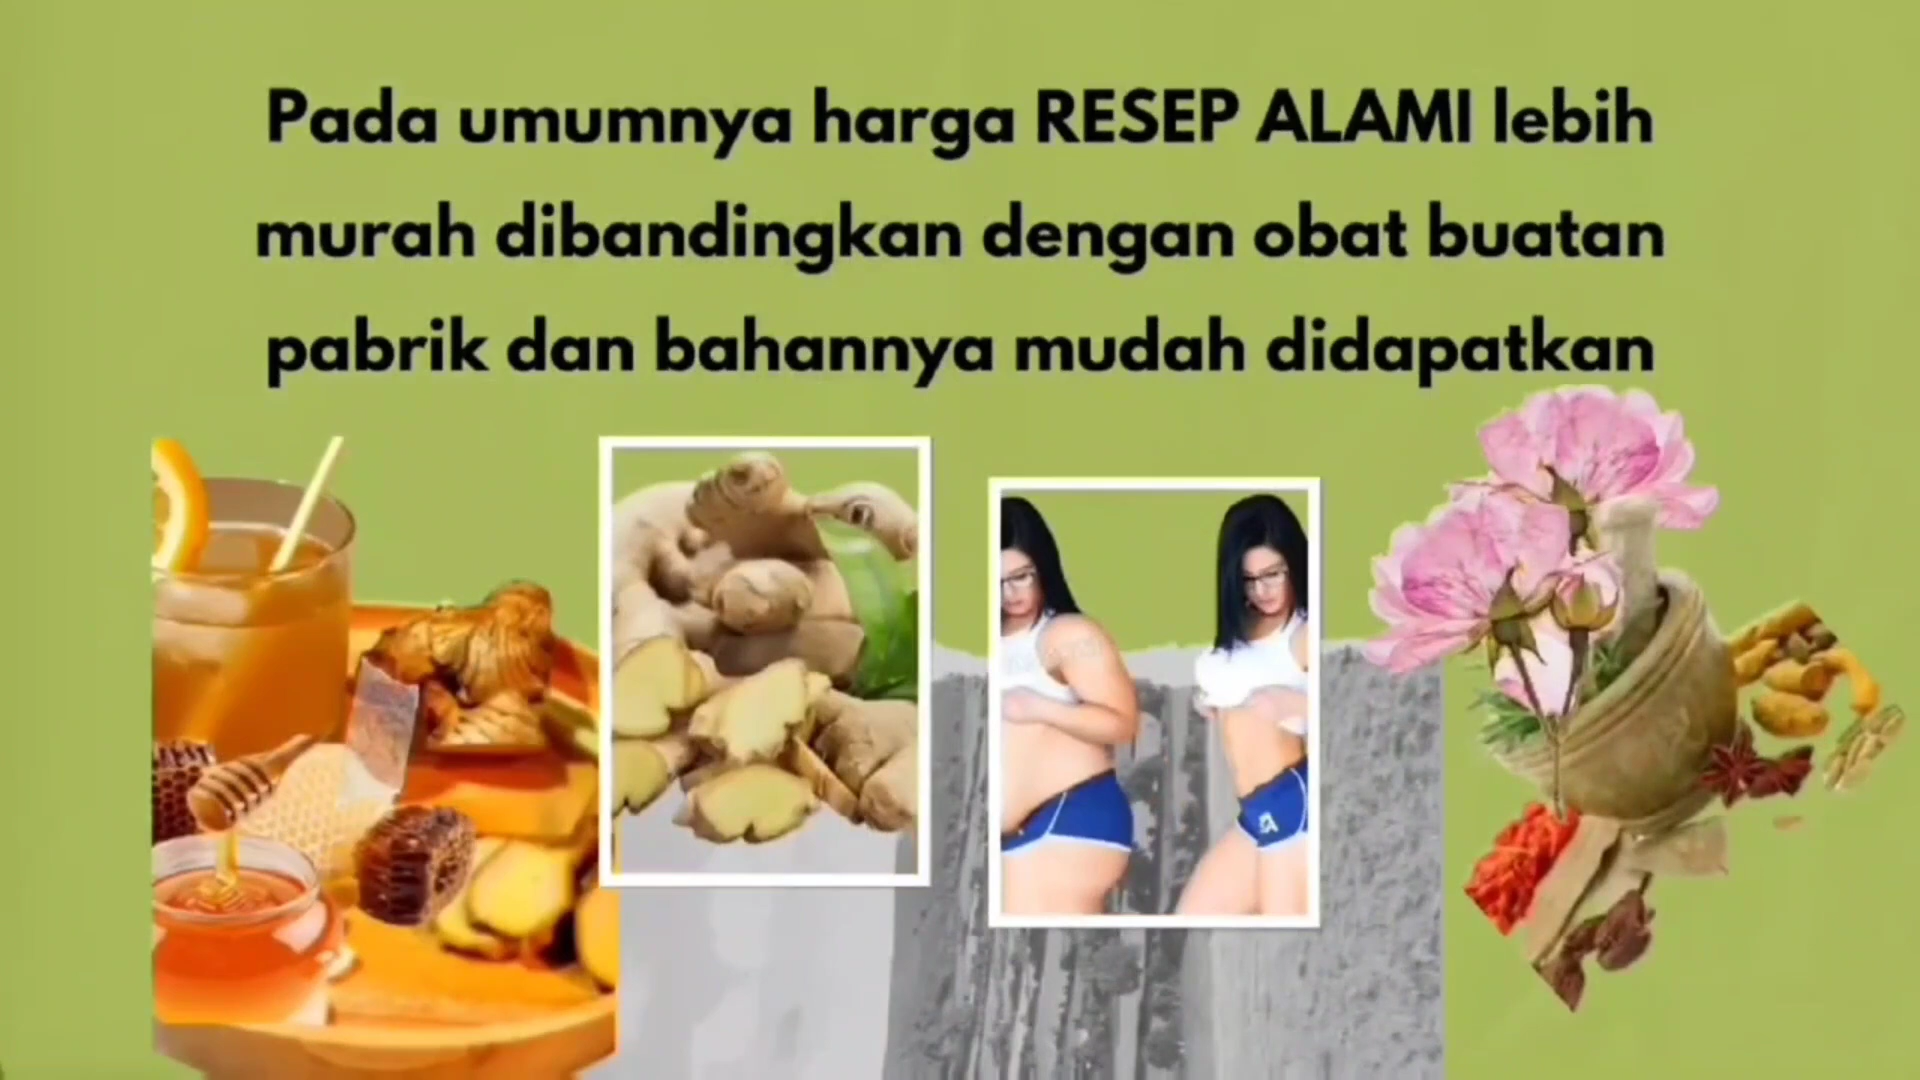 Pada umumnya harga RESEP ALAMI lebih
murah dibandingkan dengan obat buatan
pabrik dan bahannya mudah didapatkan